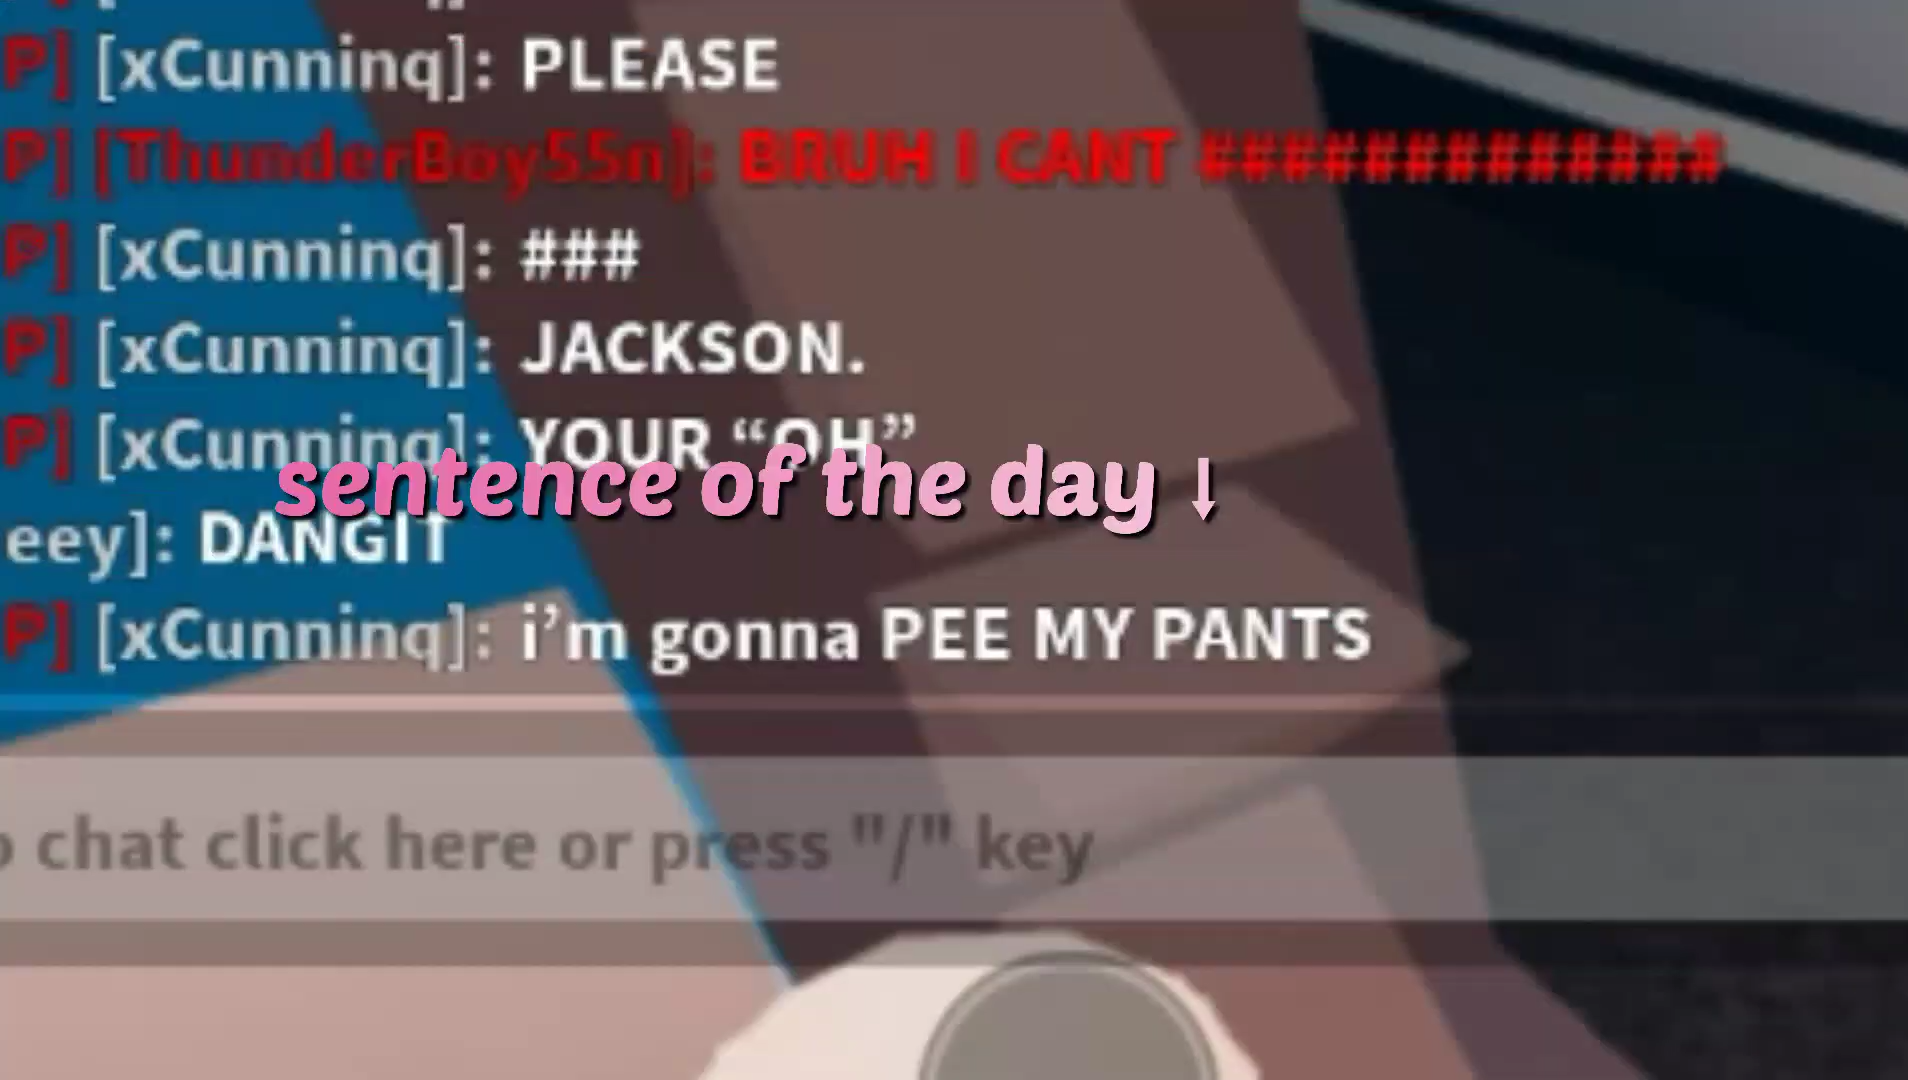 P] [xCunninq]: PLEASE
P] [ThunderBoy55n]: BRUH I CANT #############
P] [xCunninq]: ###
P] [xCunninq]: JACKSON.
P] [xCunninq]: YOUR “OH”
sentence of the day ↓
eey]: DANGIT
P] [xCunninq]: i’m gonna PEE MY PANTS
chat click here or press "/" key